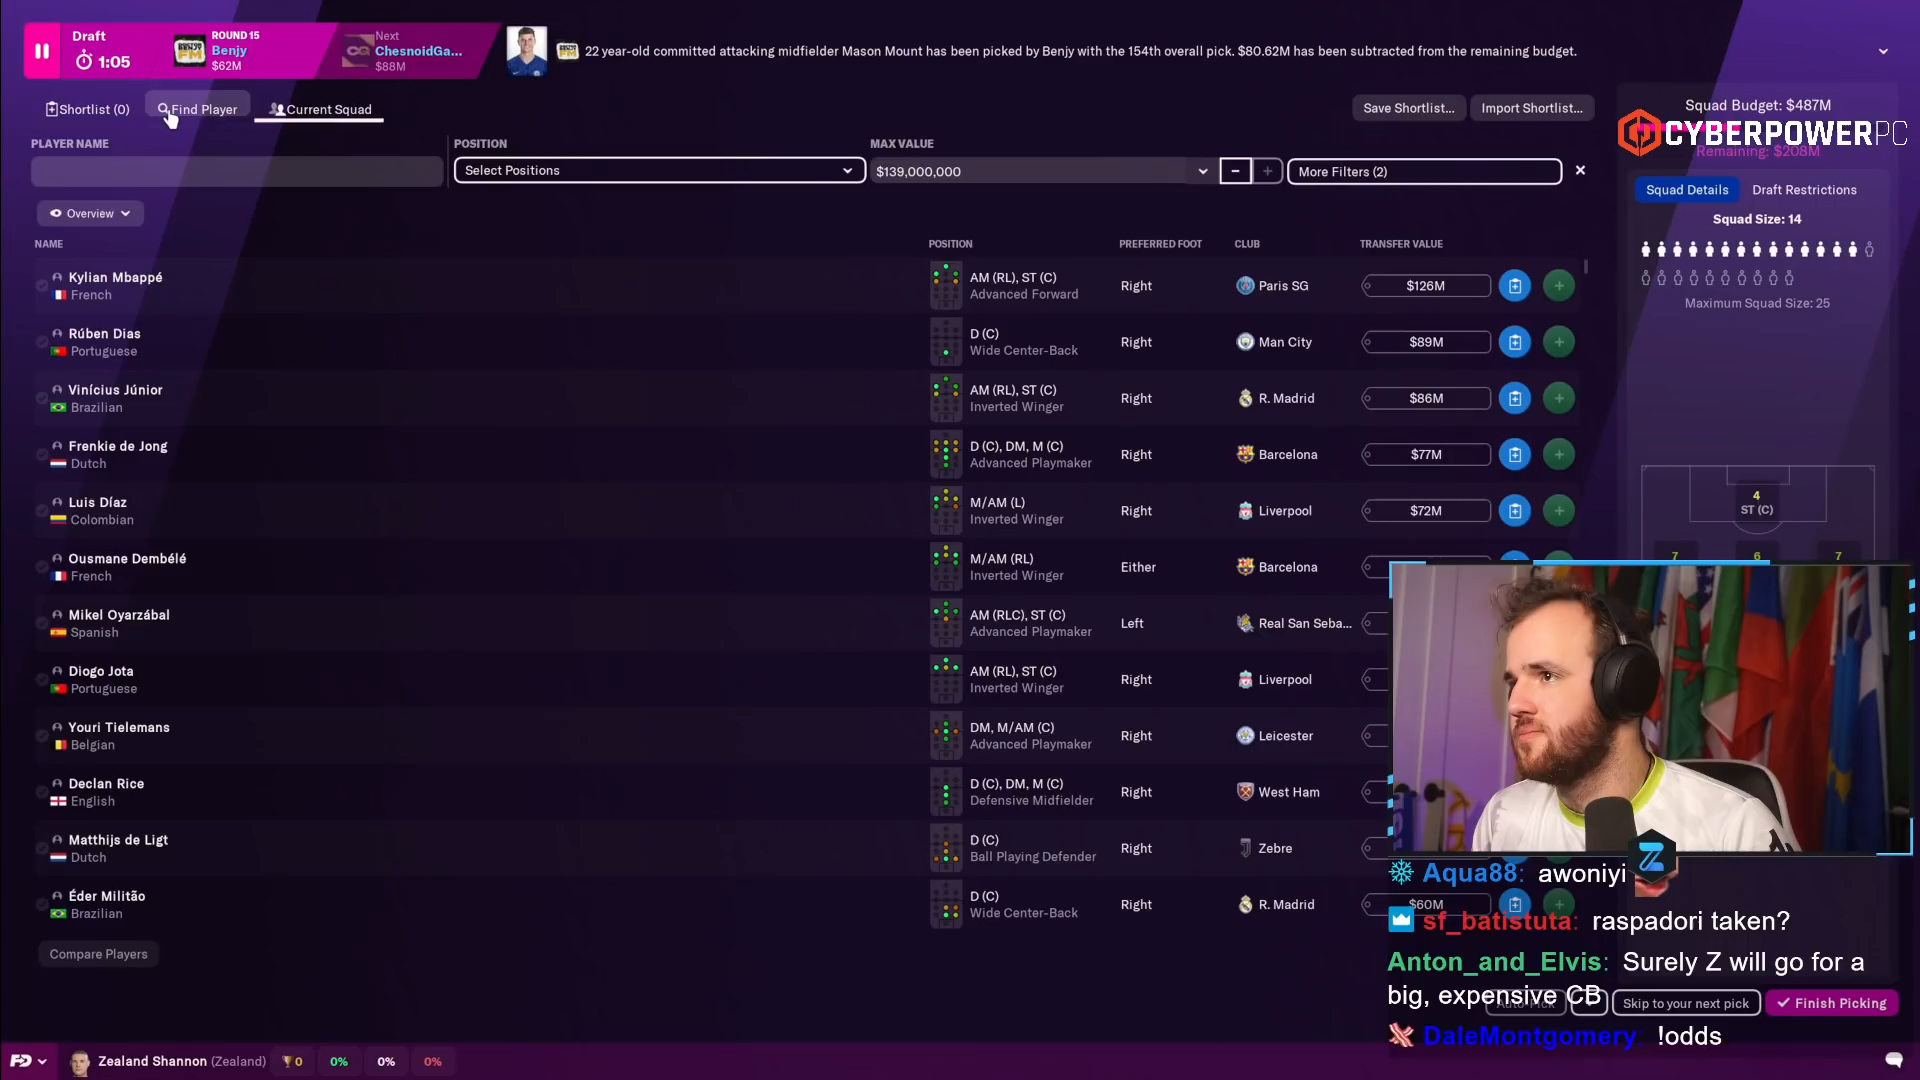 Draft
1:05
ROUND 15
Benjy
$62M
Next
ChesnoidGa...
$88M
22 year-old committed attacking midfielder Mason Mount has been picked by Benjy with the 154th overall pick. $80.62M has been subtracted from the remaining budget.
Shortlist (0)
Find Player
Current Squad
Save Shortlist...
Import Shortlist...
Squad Budget: $487M
CYBERPOWERPC
Remaining: $208M
PLAYER NAME
POSITION
MAX VALUE
Select Positions
$139,000,000
More Filters (2)
Squad Details
Draft Restrictions
Squad Size: 14
Maximum Squad Size: 25
Overview
NAME
POSITION
PREFERRED FOOT
CLUB
TRANSFER VALUE
Kylian Mbappé
French
AM (RL), ST (C)
Advanced Forward
Right
Paris SG
$126M
Rúben Dias
Portuguese
D (C)
Wide Center-Back
Right
Man City
$89M
Vinícius Júnior
Brazilian
AM (RL), ST (C)
Inverted Winger
Right
R. Madrid
$86M
Frenkie de Jong
Dutch
D (C), DM, M (C)
Advanced Playmaker
Right
Barcelona
$77M
Luis Díaz
Colombian
M/AM (L)
Inverted Winger
Right
Liverpool
$72M
4
ST (C)
7
6
7
Ousmane Dembélé
French
M/AM (RL)
Inverted Winger
Either
Barcelona
Mikel Oyarzábal
Spanish
AM (RLC), ST (C)
Advanced Playmaker
Left
Real San Seba...
Diogo Jota
Portuguese
AM (RL), ST (C)
Inverted Winger
Right
Liverpool
Youri Tielemans
Belgian
DM, M/AM (C)
Advanced Playmaker
Right
Leicester
Declan Rice
English
D (C), DM, M (C)
Defensive Midfielder
Right
West Ham
Matthijs de Ligt
Dutch
D (C)
Ball Playing Defender
Right
Zebre
Éder Militão
Brazilian
D (C)
Wide Center-Back
Right
R. Madrid
$60M
Compare Players
Aqua88: awoniyi
sf_batistuta: raspadori taken?
Anton_and_Elvis: Surely Z will go for a
big, expensive CB
DaleMontgomery: !odds
Auto Pick
Skip to your next pick
Finish Picking
FD
Zealand Shannon (Zealand)
0
0%
0%
0%